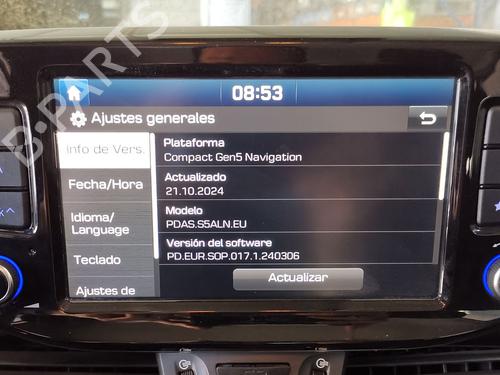 B-PARTS
08:53
Ajustes generales
Info de Vers.
Fecha/Hora
Idioma/
Language
Teclado
Ajustes de
Plataforma
Compact Gen5 Navigation
Actualizado
21.10.2024
Modelo
PDAS.S5ALN.EU
Versión del software
PD.EUR.SOP.017.1.240306
Actualizar